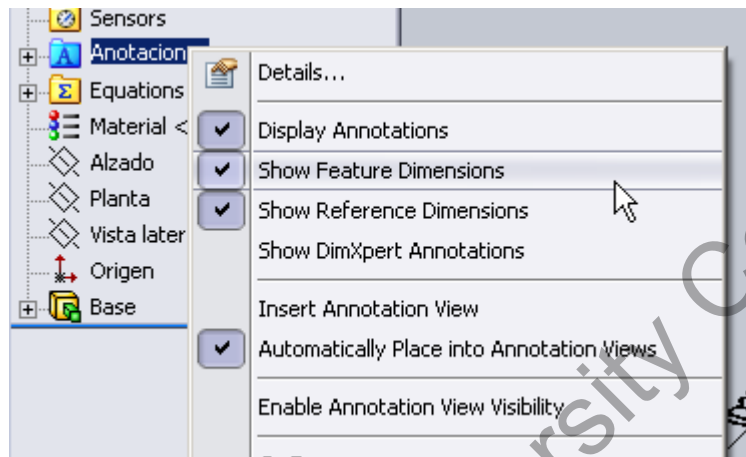 Sensors
Anotacion
Equations
Material <
Alzado
Planta
Vista later
Origen
Base
Details...
Display Annotations
Show Feature Dimensions
Show Reference Dimensions
Show DimXpert Annotations
Insert Annotation View
Automatically Place into Annotation Views
Enable Annotation View Visibility
rsity C